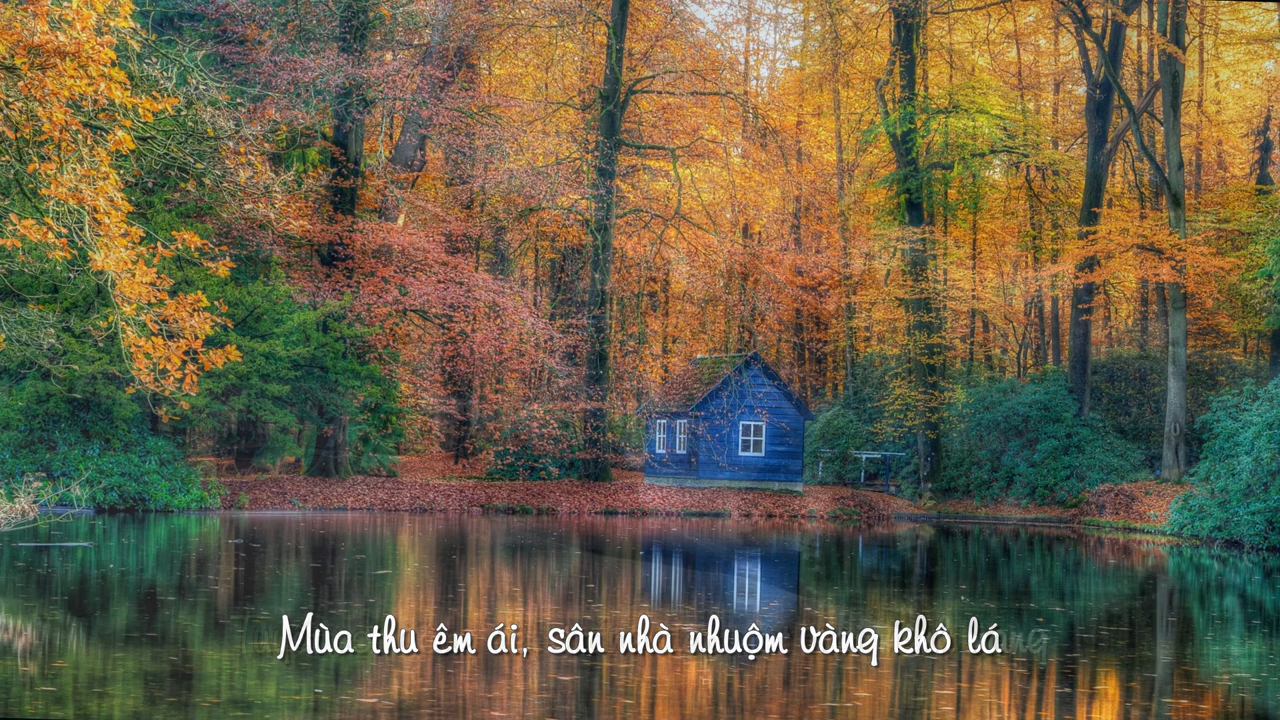 Mùa thu êm ái, sân nhà nhuộm vàng khô lá